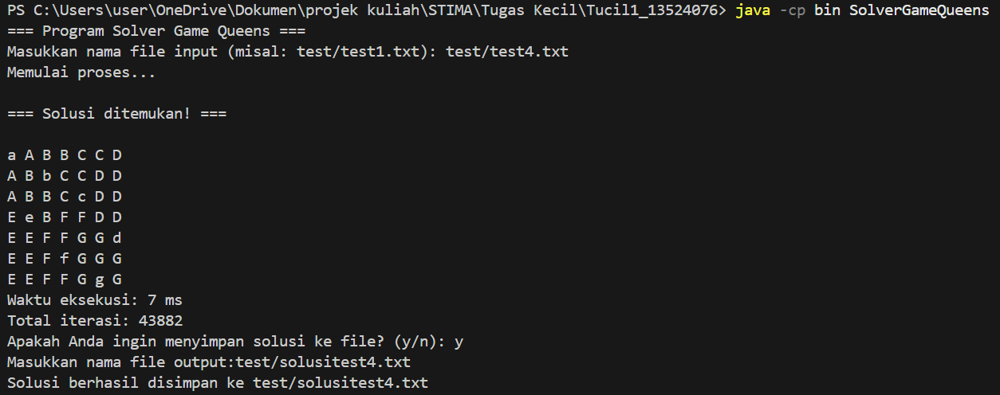 PS C:\Users\user\OneDrive\Dokumen\projek kuliah\STIMA\Tugas Kecil\Tucil1_13524076> java -cp bin SolverGameQueens
=== Program Solver Game Queens ===
Masukkan nama file input (misal: test/test1.txt): test/test4.txt
Memulai proses...
=== Solusi ditemukan! ===
a A B B C C D
A B b C C D D
A B B C c D D
E e B F F D D
E E F F G G d
E E F f G G G
E E F F G g G
Waktu eksekusi: 7 ms
Total iterasi: 43882
Apakah Anda ingin menyimpan solusi ke file? (y/n): y
Masukkan nama file output:test/solusitest4.txt
Solusi berhasil disimpan ke test/solusitest4.txt